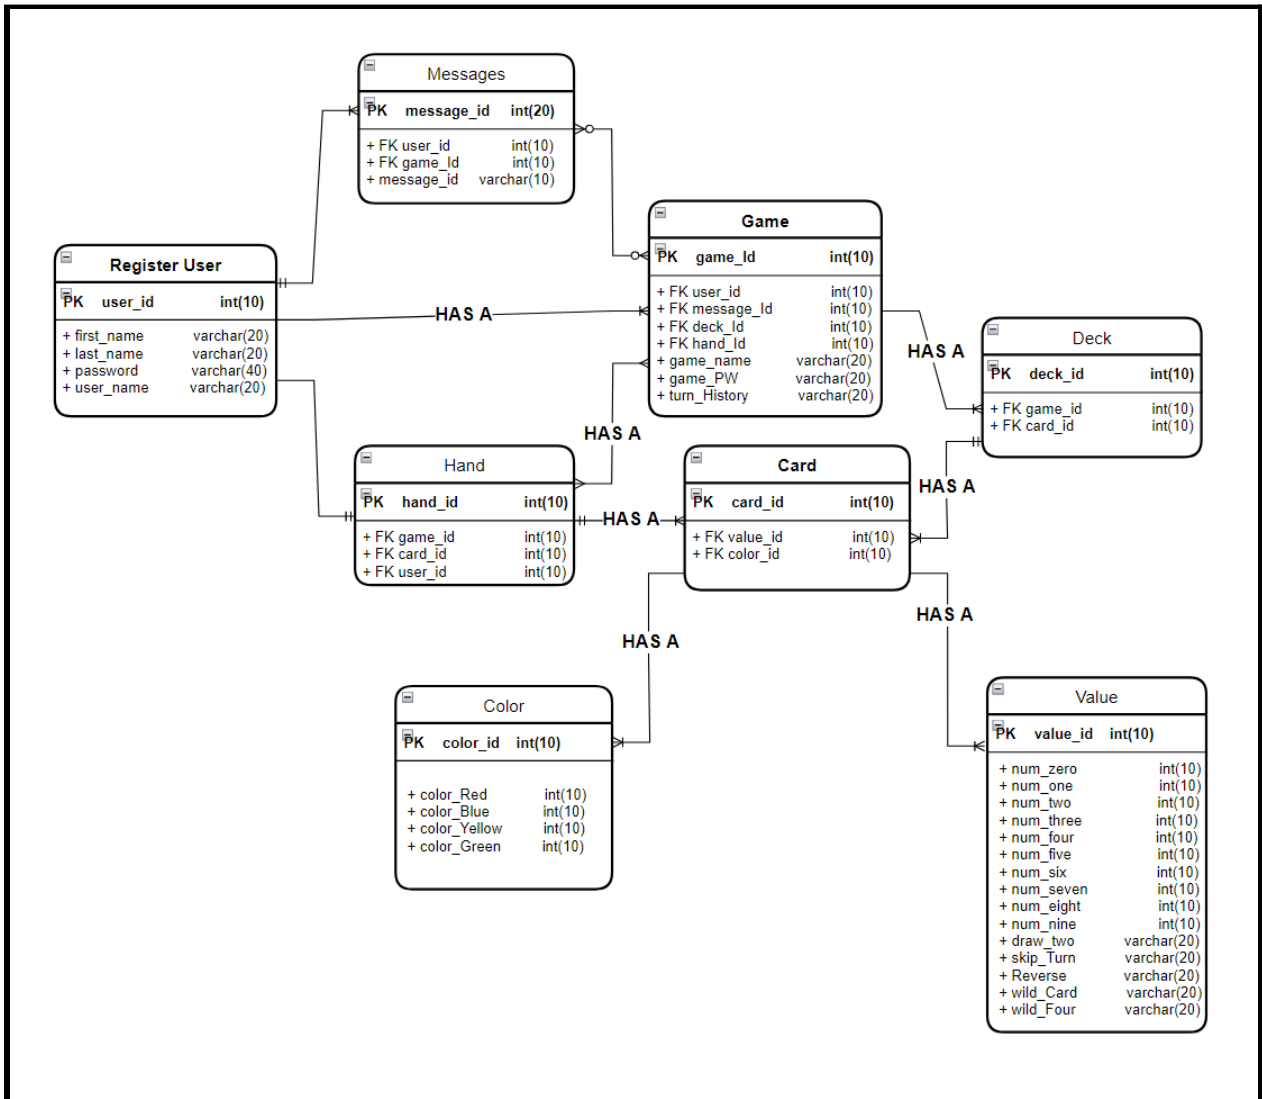 Messages
PK message_id int(20)
+ FK user_id int(10)
+ FK game_Id int(10)
+ message_id varchar(10)
Game
PK game_Id int(10)
+ FK user_id int(10)
+ FK message_Id int(10)
+ FK deck_Id int(10)
+ FK hand_Id int(10)
+ game_name varchar(20)
+ game_PW varchar(20)
+ turn_History varchar(20)
Register User
PK user_id int(10)
+ first_name varchar(20)
+ last_name varchar(20)
+ password varchar(40)
+ user_name varchar(20)
HAS A
HAS A
Deck
PK deck_id int(10)
+ FK game_id int(10)
+ FK card_id int(10)
HAS A
Hand
PK hand_id int(10)
+ FK game_id int(10)
+ FK card_id int(10)
+ FK user_id int(10)
HAS A
Card
PK card_id int(10)
+ FK value_id int(10)
+ FK color_id int(10)
HAS A
HAS A
HAS A
Color
PK color_id int(10)
+ color_Red int(10)
+ color_Blue int(10)
+ color_Yellow int(10)
+ color_Green int(10)
Value
PK value_id int(10)
+ num_zero int(10)
+ num_one int(10)
+ num_two int(10)
+ num_three int(10)
+ num_four int(10)
+ num_five int(10)
+ num_six int(10)
+ num_seven int(10)
+ num_eight int(10)
+ num_nine int(10)
+ draw_two varchar(20)
+ skip_Turn varchar(20)
+ Reverse varchar(20)
+ wild_Card varchar(20)
+ wild_Four varchar(20)